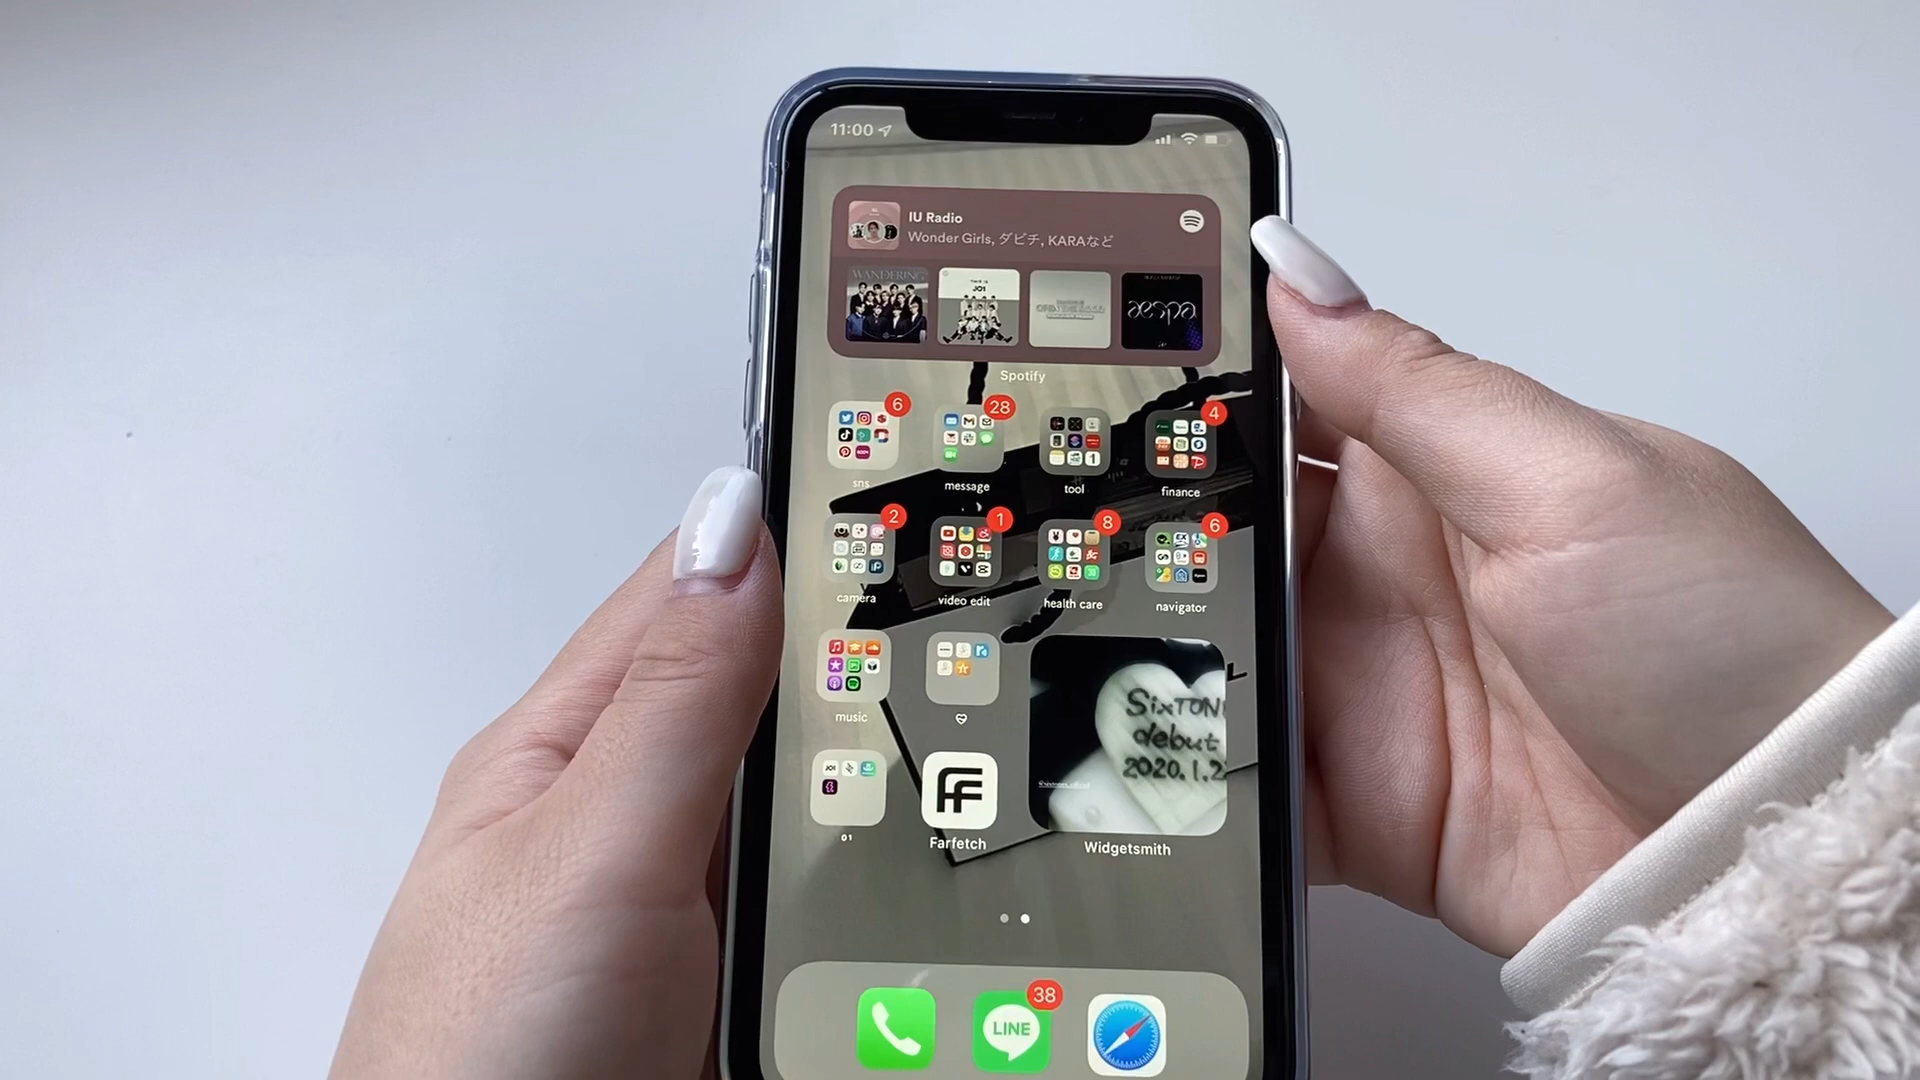 11:00
IU Radio
Wonder Girls, ダビチ, KARAなど
WANDERING
JO1
aespa
Spotify
6
28
4
sns
message
tool
finance
2
1
8
6
camera
video edit
health care
navigator
music
SixTON
debut
2020.1.2
JO1
01
Farfetch
Widgetsmith
38
LINE